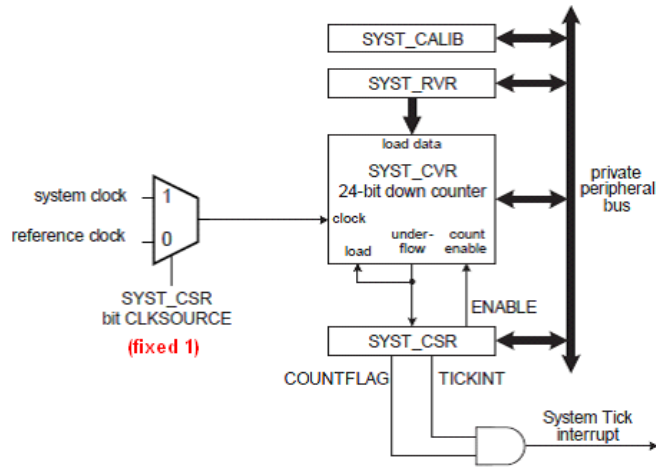 SYST_CALIB
SYST_RVR
load data
SYST_CVR
24-bit down counter
private
peripheral
bus
system clock
1
reference clock
0
clock
load
under-
flow
count
enable
SYST_CSR
bit CLKSOURCE
(fixed 1)
ENABLE
SYST_CSR
COUNTFLAG
TICKINT
System Tick
interrupt